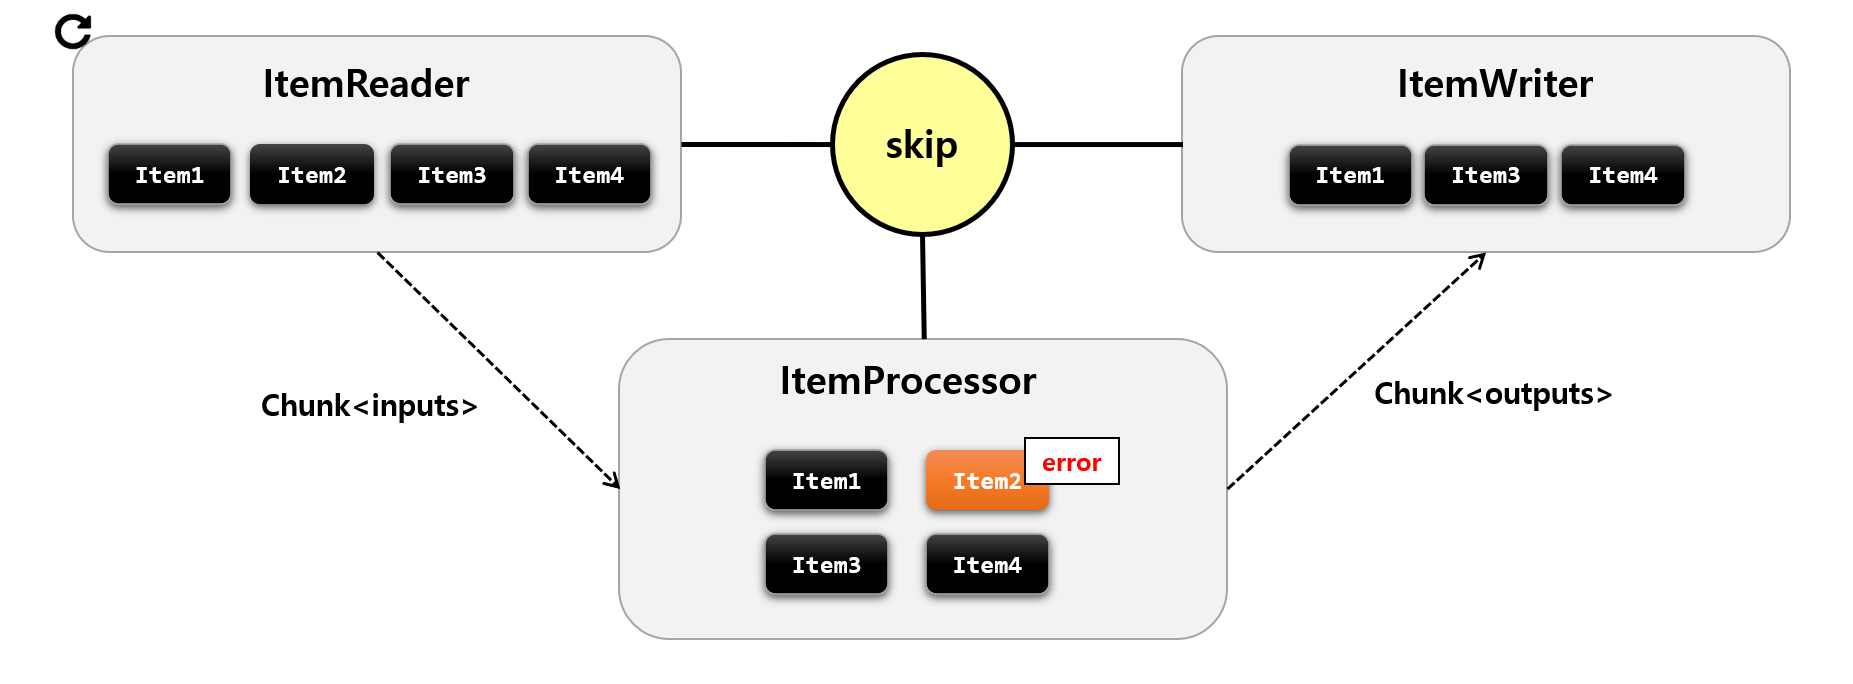 ItemReader
Item1 Item2 Item3 Item4
skip
ItemWriter
Item1 Item3 Item4
Chunk<inputs>
ItemProcessor
Item1 Item2 error
Item3 Item4
Chunk<outputs>